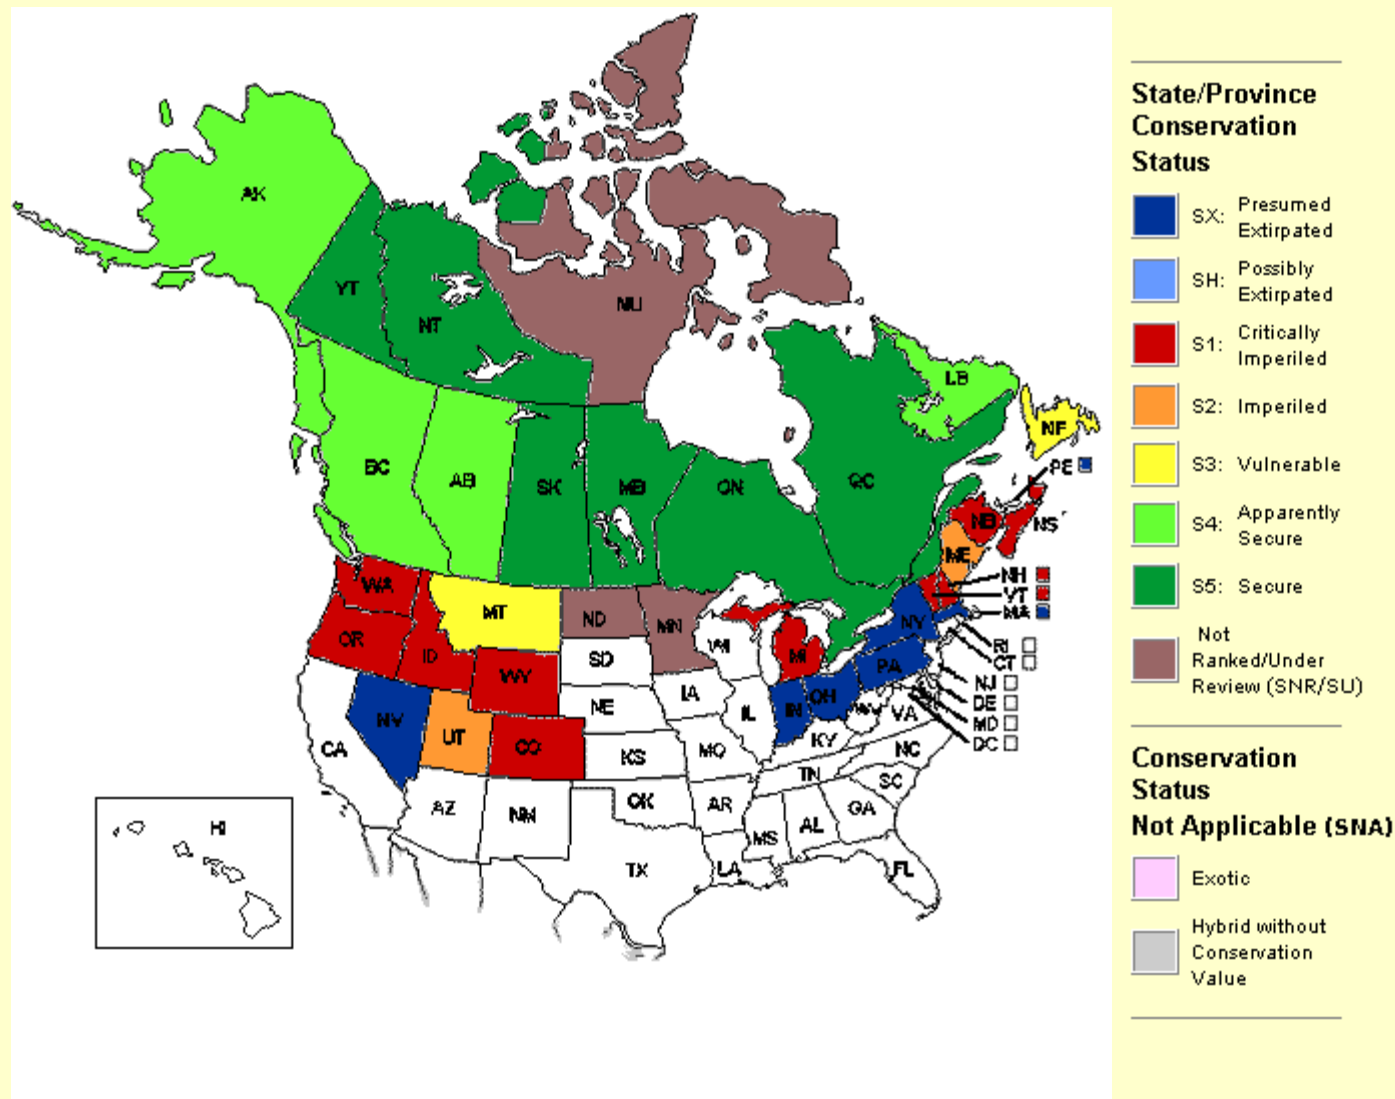 AK
YT
NT
NU
BC
AB
SK
MB
ON
QC
LB
NF
PE
NB
NS
ME
NH
VT
MA
RI
CT
NJ
DE
MD
DC
WA
OR
ID
MT
ND
MN
WI
MI
NY
PA
WY
SD
IA
NE
IL
IN
OH
WV
VA
NV
UT
CO
KS
MO
KY
CA
AZ
NM
OK
AR
TN
NC
SC
MS
AL
GA
TX
LA
FL
HI
State/Province
Conservation
Status
SX: Presumed
Extirpated
SH: Possibly
Extirpated
S1: Critically
Imperiled
S2: Imperiled
S3: Vulnerable
S4: Apparently
Secure
S5: Secure
Not
Ranked/Under
Review (SNR/SU)
Conservation
Status
Not Applicable (SNA)
Exotic
Hybrid without
Conservation
Value